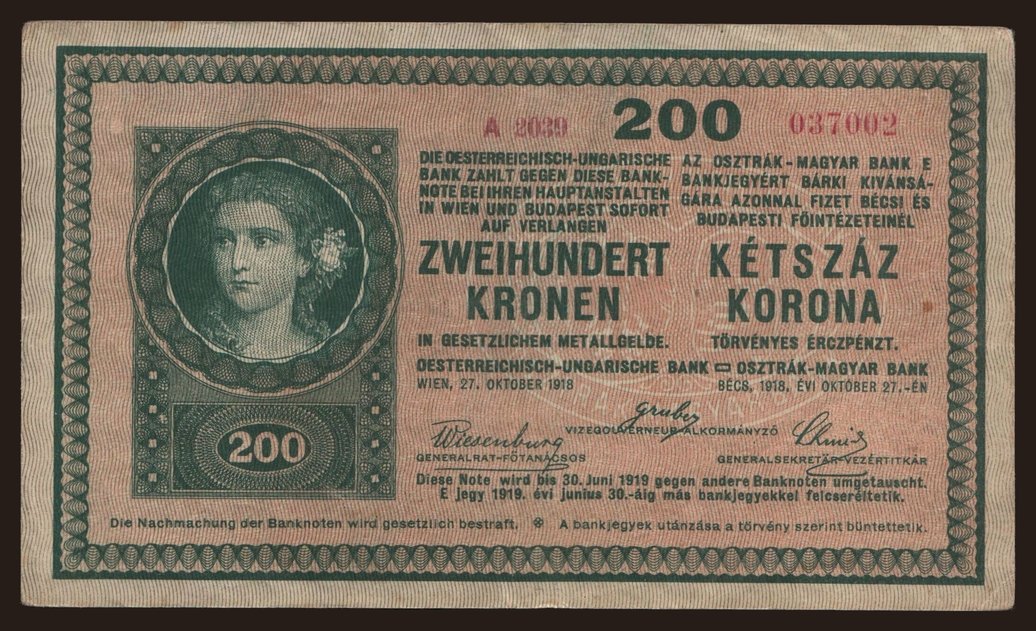 A 2039 200 037002
DIE OESTERREICHISCH-UNGARISCHE
BANK ZAHLT GEGEN DIESE BANK-
NOTE BEI IHREN HAUPTANSTALTEN
IN WIEN UND BUDAPEST SOFORT
AUF VERLANGEN
ZWEIHUNDERT
KRONEN
IN GESETZLICHEM METALLGELDE.
OESTERREICHISCH-UNGARISCHE BANK
WIEN, 27. OKTOBER 1918
AZ OSZTRÁK-MAGYAR BANK E
BANKJEGYÉRT BÁRKI KIVÁNSÁ-
GÁRA AZONNAL FIZET BÉCSI ÉS
BUDAPESTI FŐINTÉZETEINÉL
KÉTSZÁZ
KORONA
TÖRVÉNYES ÉRCZPÉNZT.
OSZTRÁK-MAGYAR BANK
BÉCS, 1918. ÉVI OKTÓBER 27.-ÉN
Wiesenburg
GENERALRAT-FŐTANÁCSOS
Gruber
VIZEGOUVERNEUR-ALKORMÁNYZÓ
Schmid
GENERALSEKRETÄR-VEZÉRTITKÁR
Diese Note wird bis 30. Juni 1919 gegen andere Banknoten umgetauscht.
E jegy 1919. évi junius 30.-áig más bankjegyekkel felcseréltetik.
200
Die Nachmachung der Banknoten wird gesetzlich bestraft. A bankjegyek utánzása a törvény szerint büntettetik.